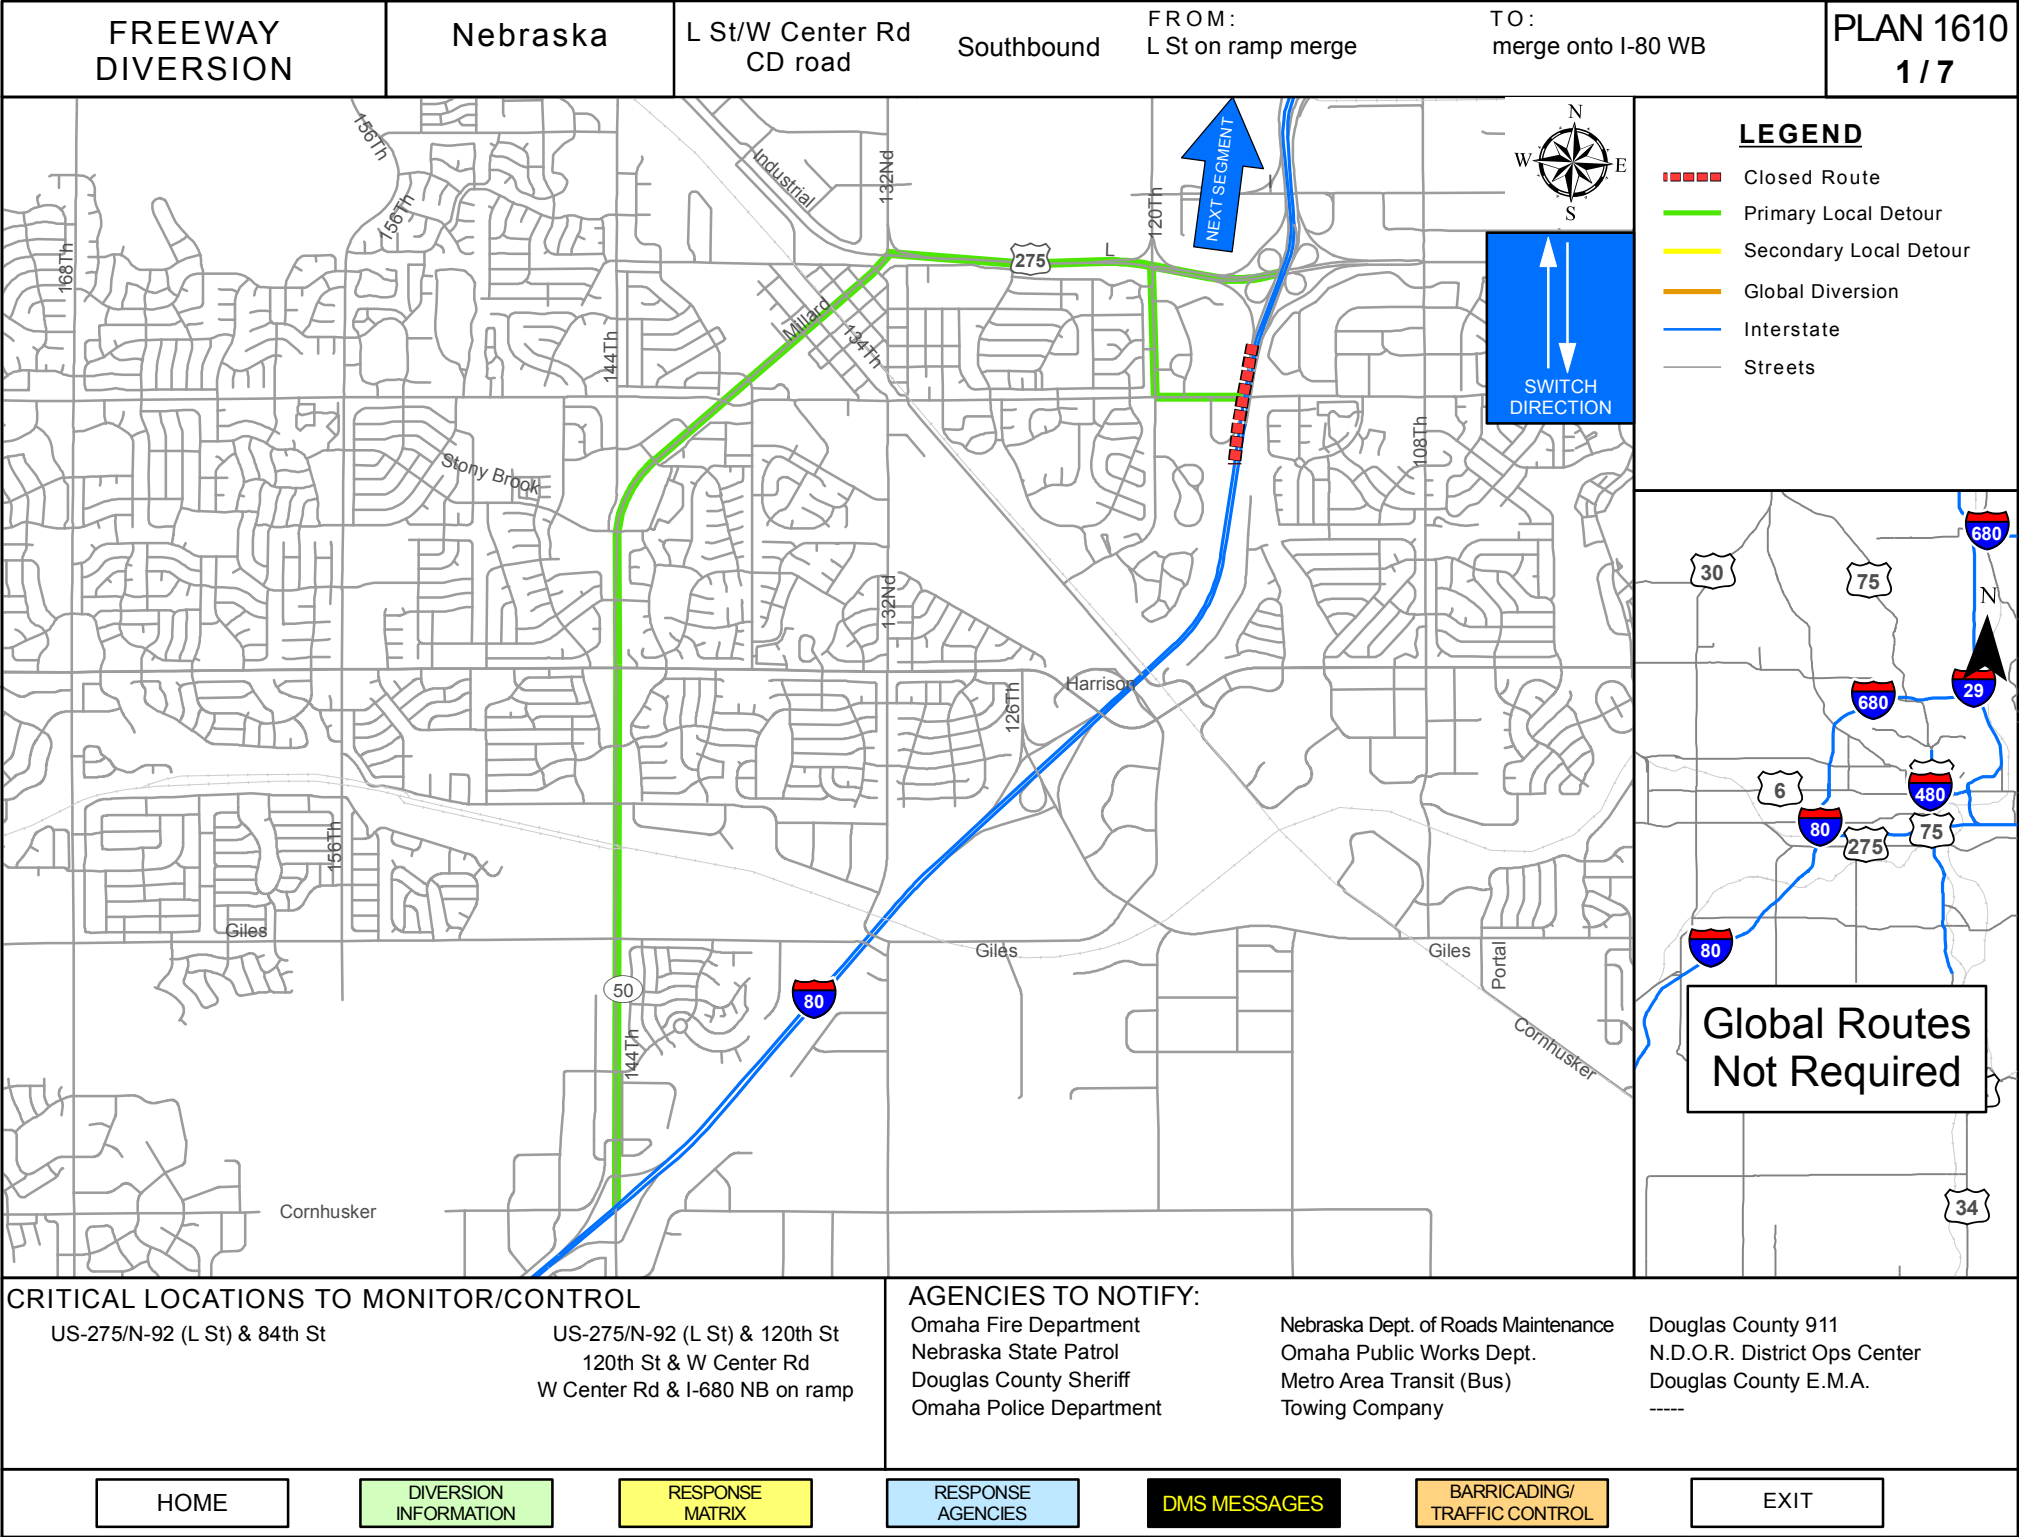 FREEWAY
DIVERSION
Nebraska
L St/W Center Rd
CD road
Southbound
FROM:
L St on ramp merge
TO:
merge onto I-80 WB
PLAN 1610
1 / 7
156Th
156Th
168Th
Industrial
132Nd
120Th
NEXT SEGMENT
I
N
W
E
S
L
275
144Th
Millard
134Th
108Th
Stony Brook
132Nd
126Th
Harrison
156Th
Giles
Giles
Giles
Portal
50
80
144Th
Cornhusker
Cornhusker
SWITCH
DIRECTION
LEGEND
Closed Route
Primary Local Detour
Secondary Local Detour
Global Diversion
Interstate
Streets
680
30
75
N
29
680
6
480
80
275
75
80
Global Routes
Not Required
34
CRITICAL LOCATIONS TO MONITOR/CONTROL
US-275/N-92 (L St) & 84th St
US-275/N-92 (L St) & 120th St
120th St & W Center Rd
W Center Rd & I-680 NB on ramp
AGENCIES TO NOTIFY:
Omaha Fire Department
Nebraska State Patrol
Douglas County Sheriff
Omaha Police Department
Nebraska Dept. of Roads Maintenance
Omaha Public Works Dept.
Metro Area Transit (Bus)
Towing Company
Douglas County 911
N.D.O.R. District Ops Center
Douglas County E.M.A.
-----
HOME
DIVERSION
INFORMATION
RESPONSE
MATRIX
RESPONSE
AGENCIES
DMS MESSAGES
BARRICADING/
TRAFFIC CONTROL
EXIT